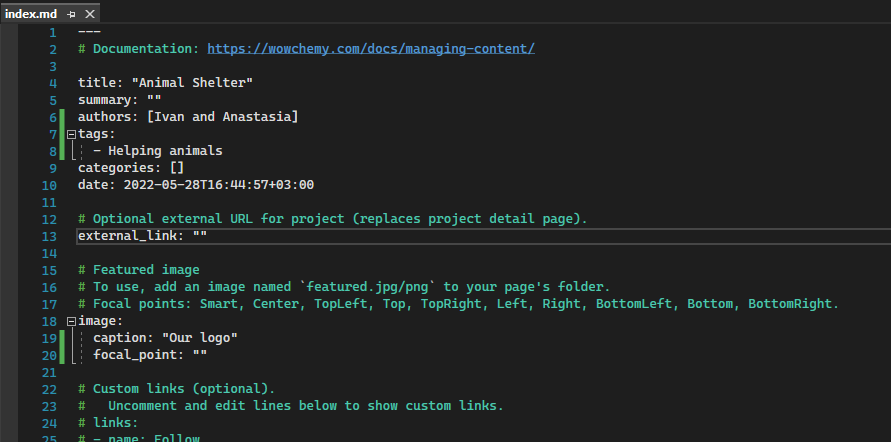 index.md
1 ---
2 # Documentation: https://wowchemy.com/docs/managing-content/
3
4 title: "Animal Shelter"
5 summary: ""
6 authors: [Ivan and Anastasia]
7 tags:
8   - Helping animals
9 categories: []
10 date: 2022-05-28T16:44:57+03:00
11
12 # Optional external URL for project (replaces project detail page).
13 external_link: ""
14
15 # Featured image
16 # To use, add an image named `featured.jpg/png` to your page's folder.
17 # Focal points: Smart, Center, TopLeft, Top, TopRight, Left, Right, BottomLeft, Bottom, BottomRight.
18 image:
19   caption: "Our logo"
20   focal_point: ""
21
22 # Custom links (optional).
23 #   Uncomment and edit lines below to show custom links.
24 # links:
25 # - name: Follow